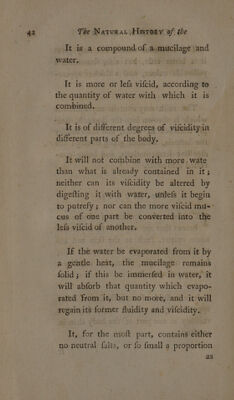 42 The NATURAL HISTORY of the
It is a compound of a mucilage and
water.
It is more or leſs viſcid, according to
the quantity of water with which it is
combined.
It is of different degrees of viſcidity in
different parts of the body.
It will not combine with more wate
than what is already contained in it;
neither can its viſcidity be altered by
digeſting it with water, unleſs it begin
to putrefy; nor can the more viſcid mu-
cus of one part be converted into the
leſs viſcid of another.
If the water be evaporated from it by
a gentle heat, the mucilage remains
ſolid; if this be immerſed in water, it
will abſorb that quantity which evapo-
rated from it, but no more, and it will
regain its former fluidity and viſcidity.
It, for the moſt part, contains either
no neutral ſalts, or ſo ſmall a proportion
as